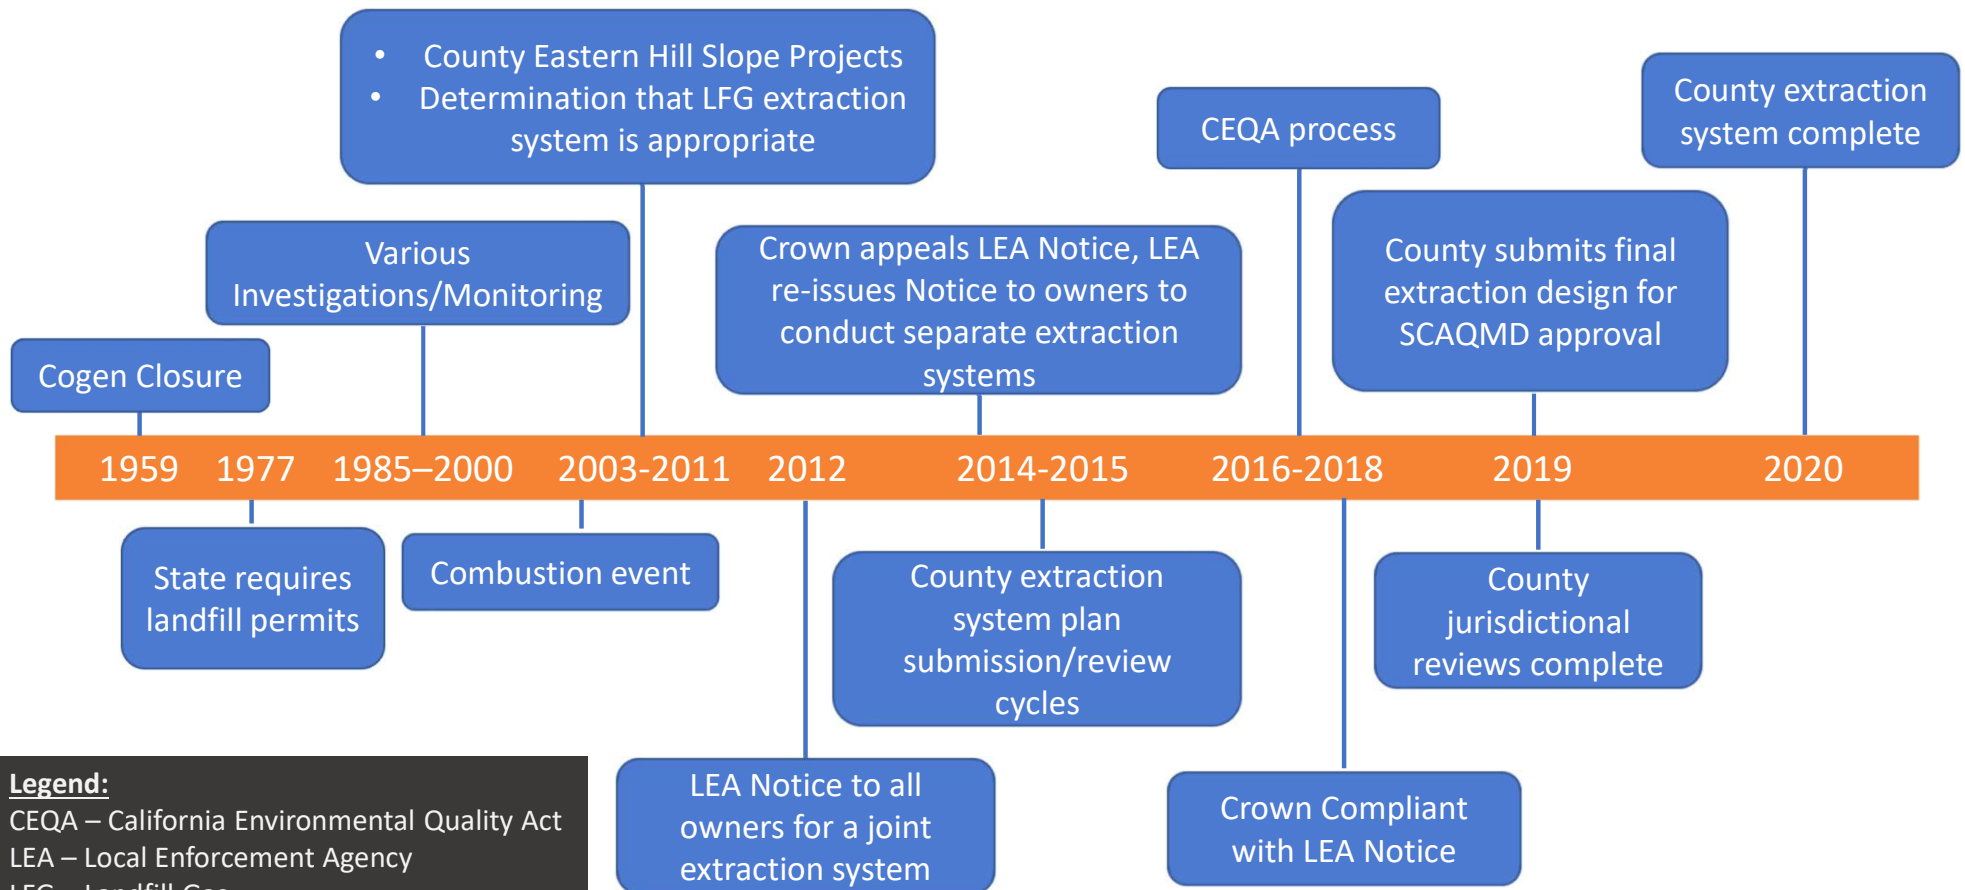 • County Eastern Hill Slope Projects
• Determination that LFG extraction
system is appropriate
CEQA process
County extraction
system complete
Various
Investigations/Monitoring
Crown appeals LEA Notice, LEA
re-issues Notice to owners to
conduct separate extraction
systems
County submits final
extraction design for
SCAQMD approval
Cogen Closure
1959 1977 1985–2000 2003-2011 2012 2014-2015 2016-2018 2019 2020
State requires
landfill permits
Combustion event
County extraction
system plan
submission/review
cycles
County
jurisdictional
reviews complete
LEA Notice to all
owners for a joint
extraction system
Crown Compliant
with LEA Notice
Legend:
CEQA – California Environmental Quality Act
LEA – Local Enforcement Agency
LFG – Landfill Gas